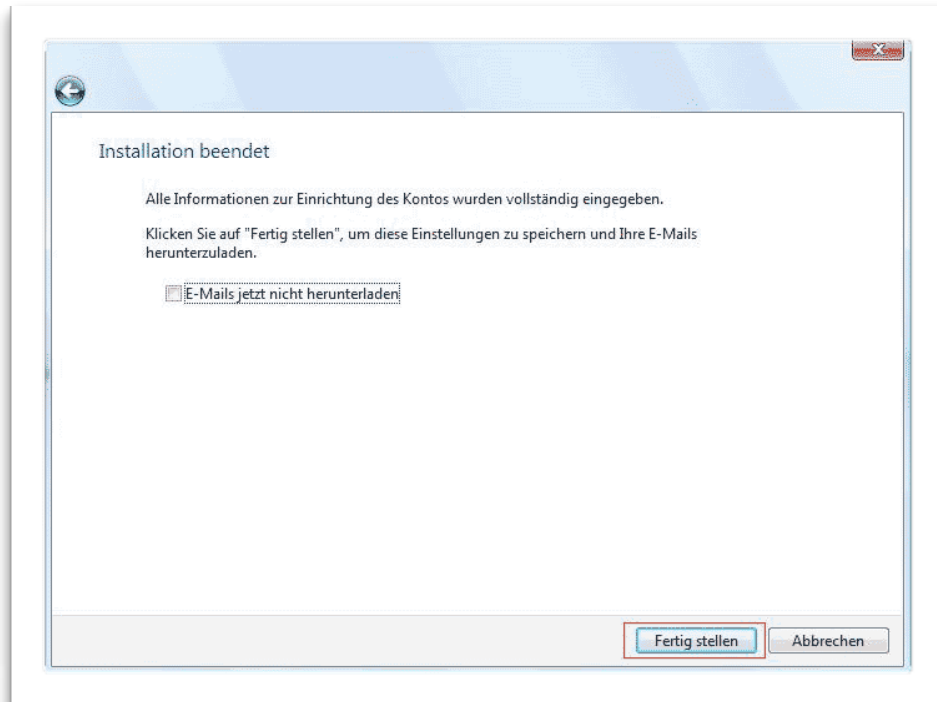 Installation beendet
Alle Informationen zur Einrichtung des Kontos wurden vollständig eingegeben.
Klicken Sie auf "Fertig stellen", um diese Einstellungen zu speichern und Ihre E-Mails
herunterzuladen.
E-Mails jetzt nicht herunterladen
Fertig stellen
Abbrechen